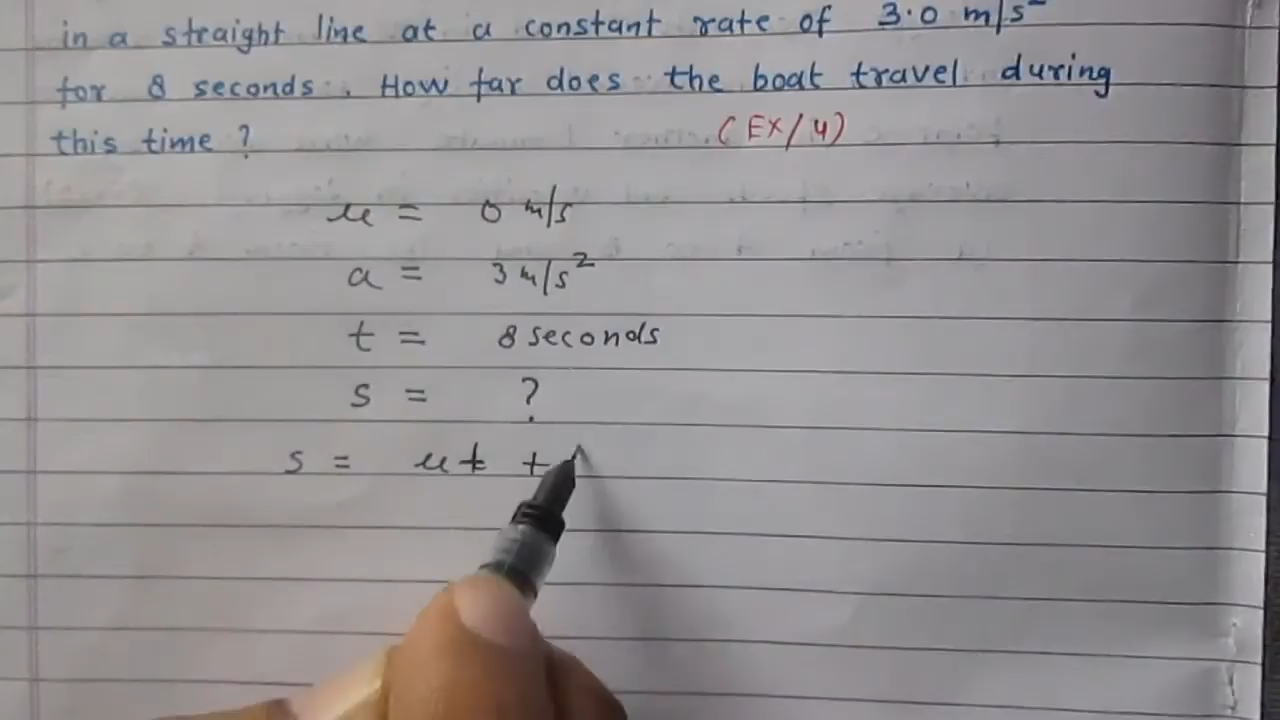 in a straight line at a constant rate of 3.0 m/s²
for 8 seconds. How far does the boat travel during
this time ?
(EX/4)
u = 0 m/s
a = 3 m/s²
t = 8 seconds
s = ?
s = ut +